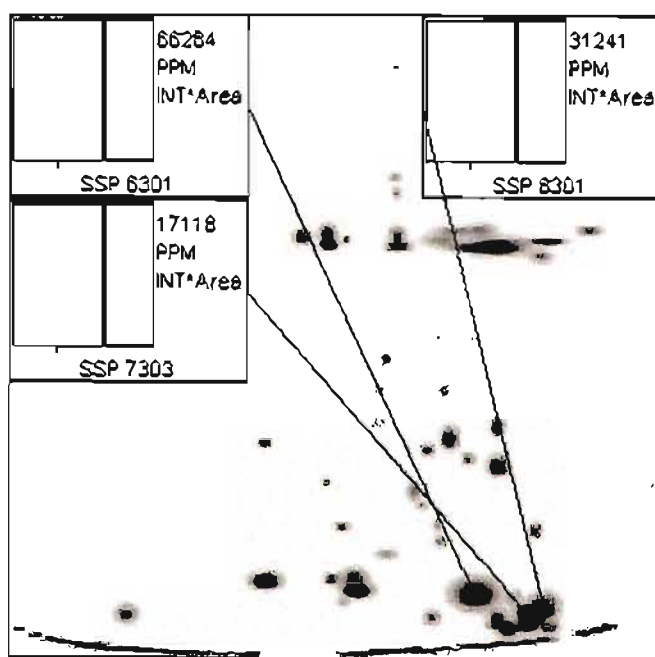 66284
PPM
INT*Area
SSP 6301
31241
PPM
INT*Area
SSP 8301
17118
PPM
INT*Area
SSP 7303